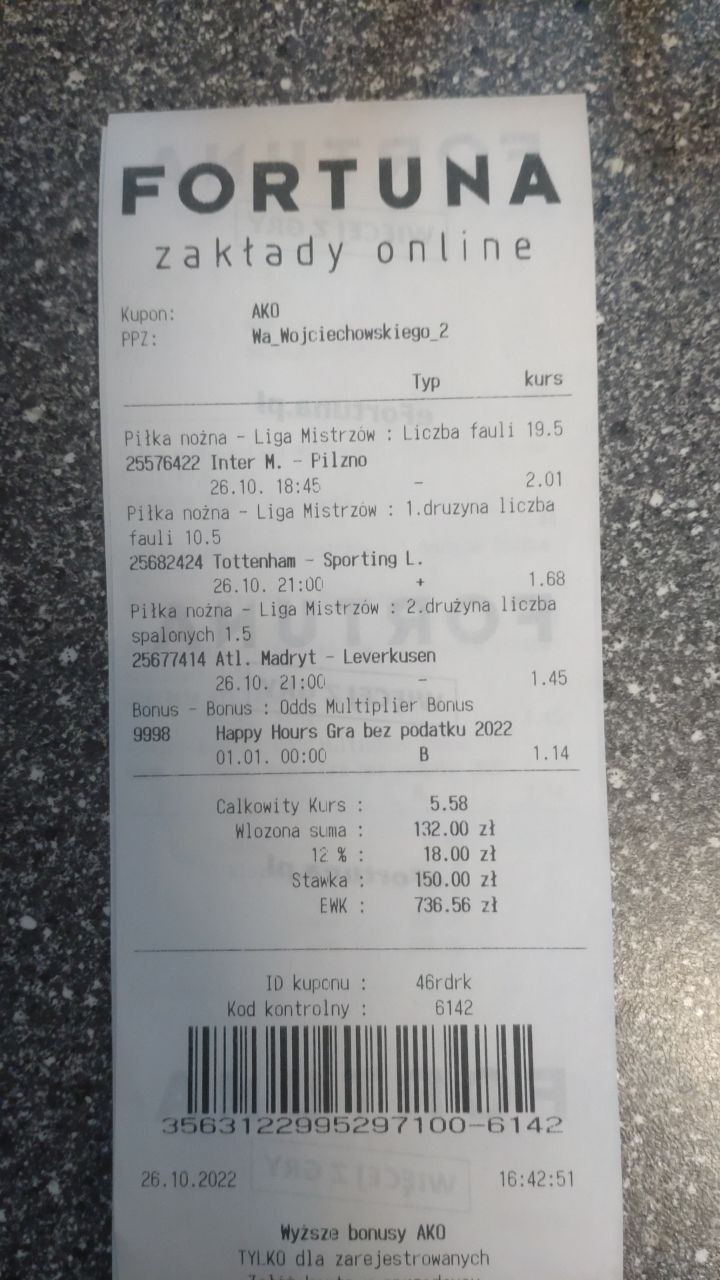 FORTUNA
zakłady online
Kupon: AKO
PPZ: Wa_Wojciechowskiego_2
Typ kurs
Piłka nożna - Liga Mistrzów : Liczba fauli 19.5
25576422 Inter M. - Pilzno
26.10. 18:45 - 2.01
Piłka nożna - Liga Mistrzów : 1.druzyna liczba
fauli 10.5
25682424 Tottenham - Sporting L.
26.10. 21:00 + 1.68
Piłka nożna - Liga Mistrzów : 2.drużyna liczba
spalonych 1.5
25677414 Atl. Madryt - Leverkusen
26.10. 21:00 - 1.45
Bonus - Bonus : Odds Multiplier Bonus
9998 Happy Hours Gra bez podatku 2022
01.01. 00:00 B 1.14
Calkowity Kurs : 5.58
Wlozona suma : 132.00 zł
12 % : 18.00 zł
Stawka : 150.00 zł
EWK : 736.56 zł
ID kuponu : 46rdrk
Kod kontrolny : 6142
3563122995297100-6142
26.10.2022 16:42:51
Wyższe bonusy AKO
TYLKO dla zarejestrowanych